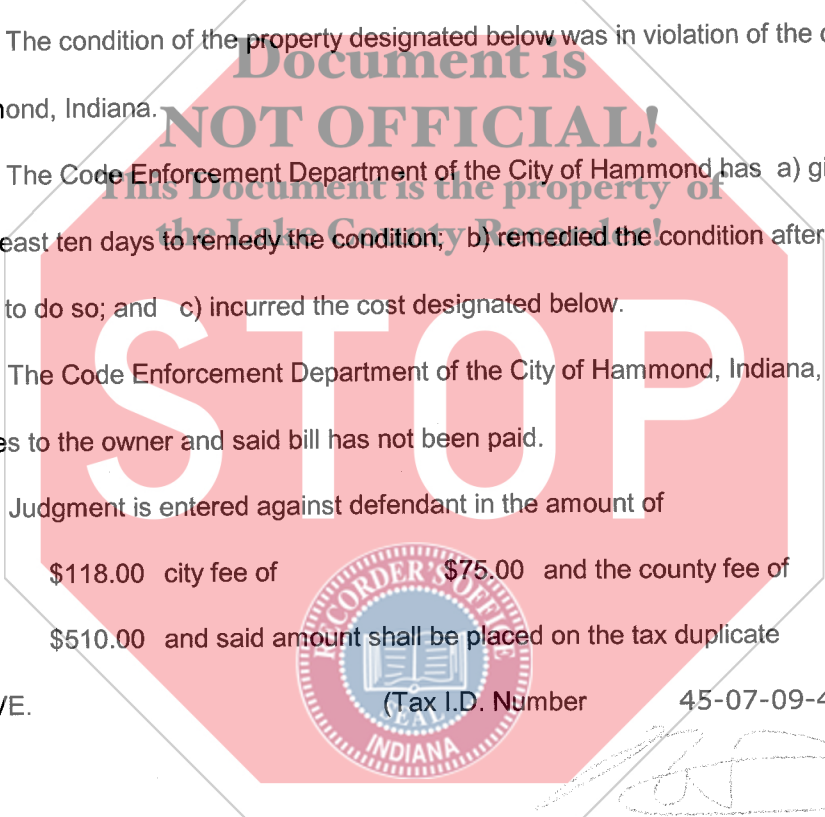 The condition of the property designated below was in violation of the
Document is
ond, Indiana.
NOT OFFICIAL!
The Code Enforcement Department of the City of Hammond has a) gi
This Document is the property of
east ten days to remedy the condition; b) remedied the condition after
the Lake County Recorder!
to do so; and c) incurred the cost designated below.
STOP
The Code Enforcement Department of the City of Hammond, Indiana,
es to the owner and said bill has not been paid.
Judgment is entered against defendant in the amount of
$118.00 city fee of $75.00 and the county fee of
$510.00 and said amount shall be placed on the tax duplicate
/E. (Tax I.D. Number 45-07-09-4
RECORDER'S OFFICE
SEAL
INDIANA